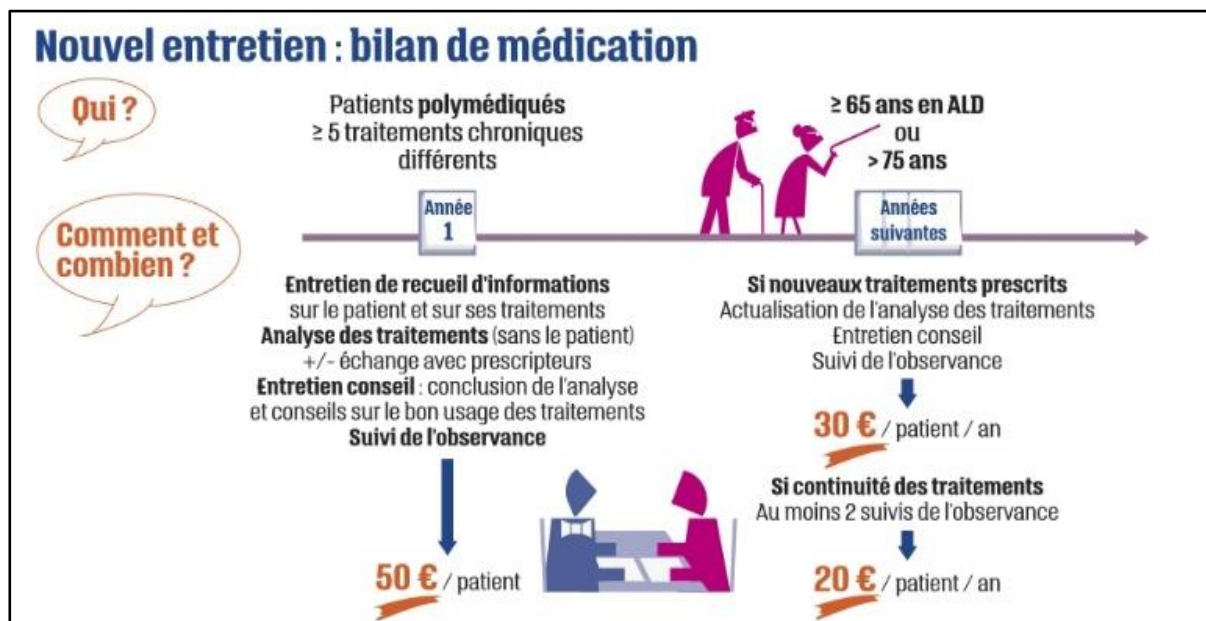 Nouvel entretien : bilan de médication
Qui ?
Patients polymédiqués
≥ 5 traitements chroniques
différents
≥ 65 ans en ALD
ou
> 75 ans
Comment et
combien ?
Année
1
Années
suivantes
Entretien de recueil d'informations
sur le patient et sur ses traitements
Analyse des traitements (sans le patient)
+/- échange avec prescripteurs
Entretien conseil : conclusion de l'analyse
et conseils sur le bon usage des traitements
Suivi de l'observance
50 € / patient
Si nouveaux traitements prescrits
Actualisation de l'analyse des traitements
Entretien conseil
Suivi de l'observance
30 € / patient / an
Si continuité des traitements
Au moins 2 suivis de l'observance
20 € / patient / an